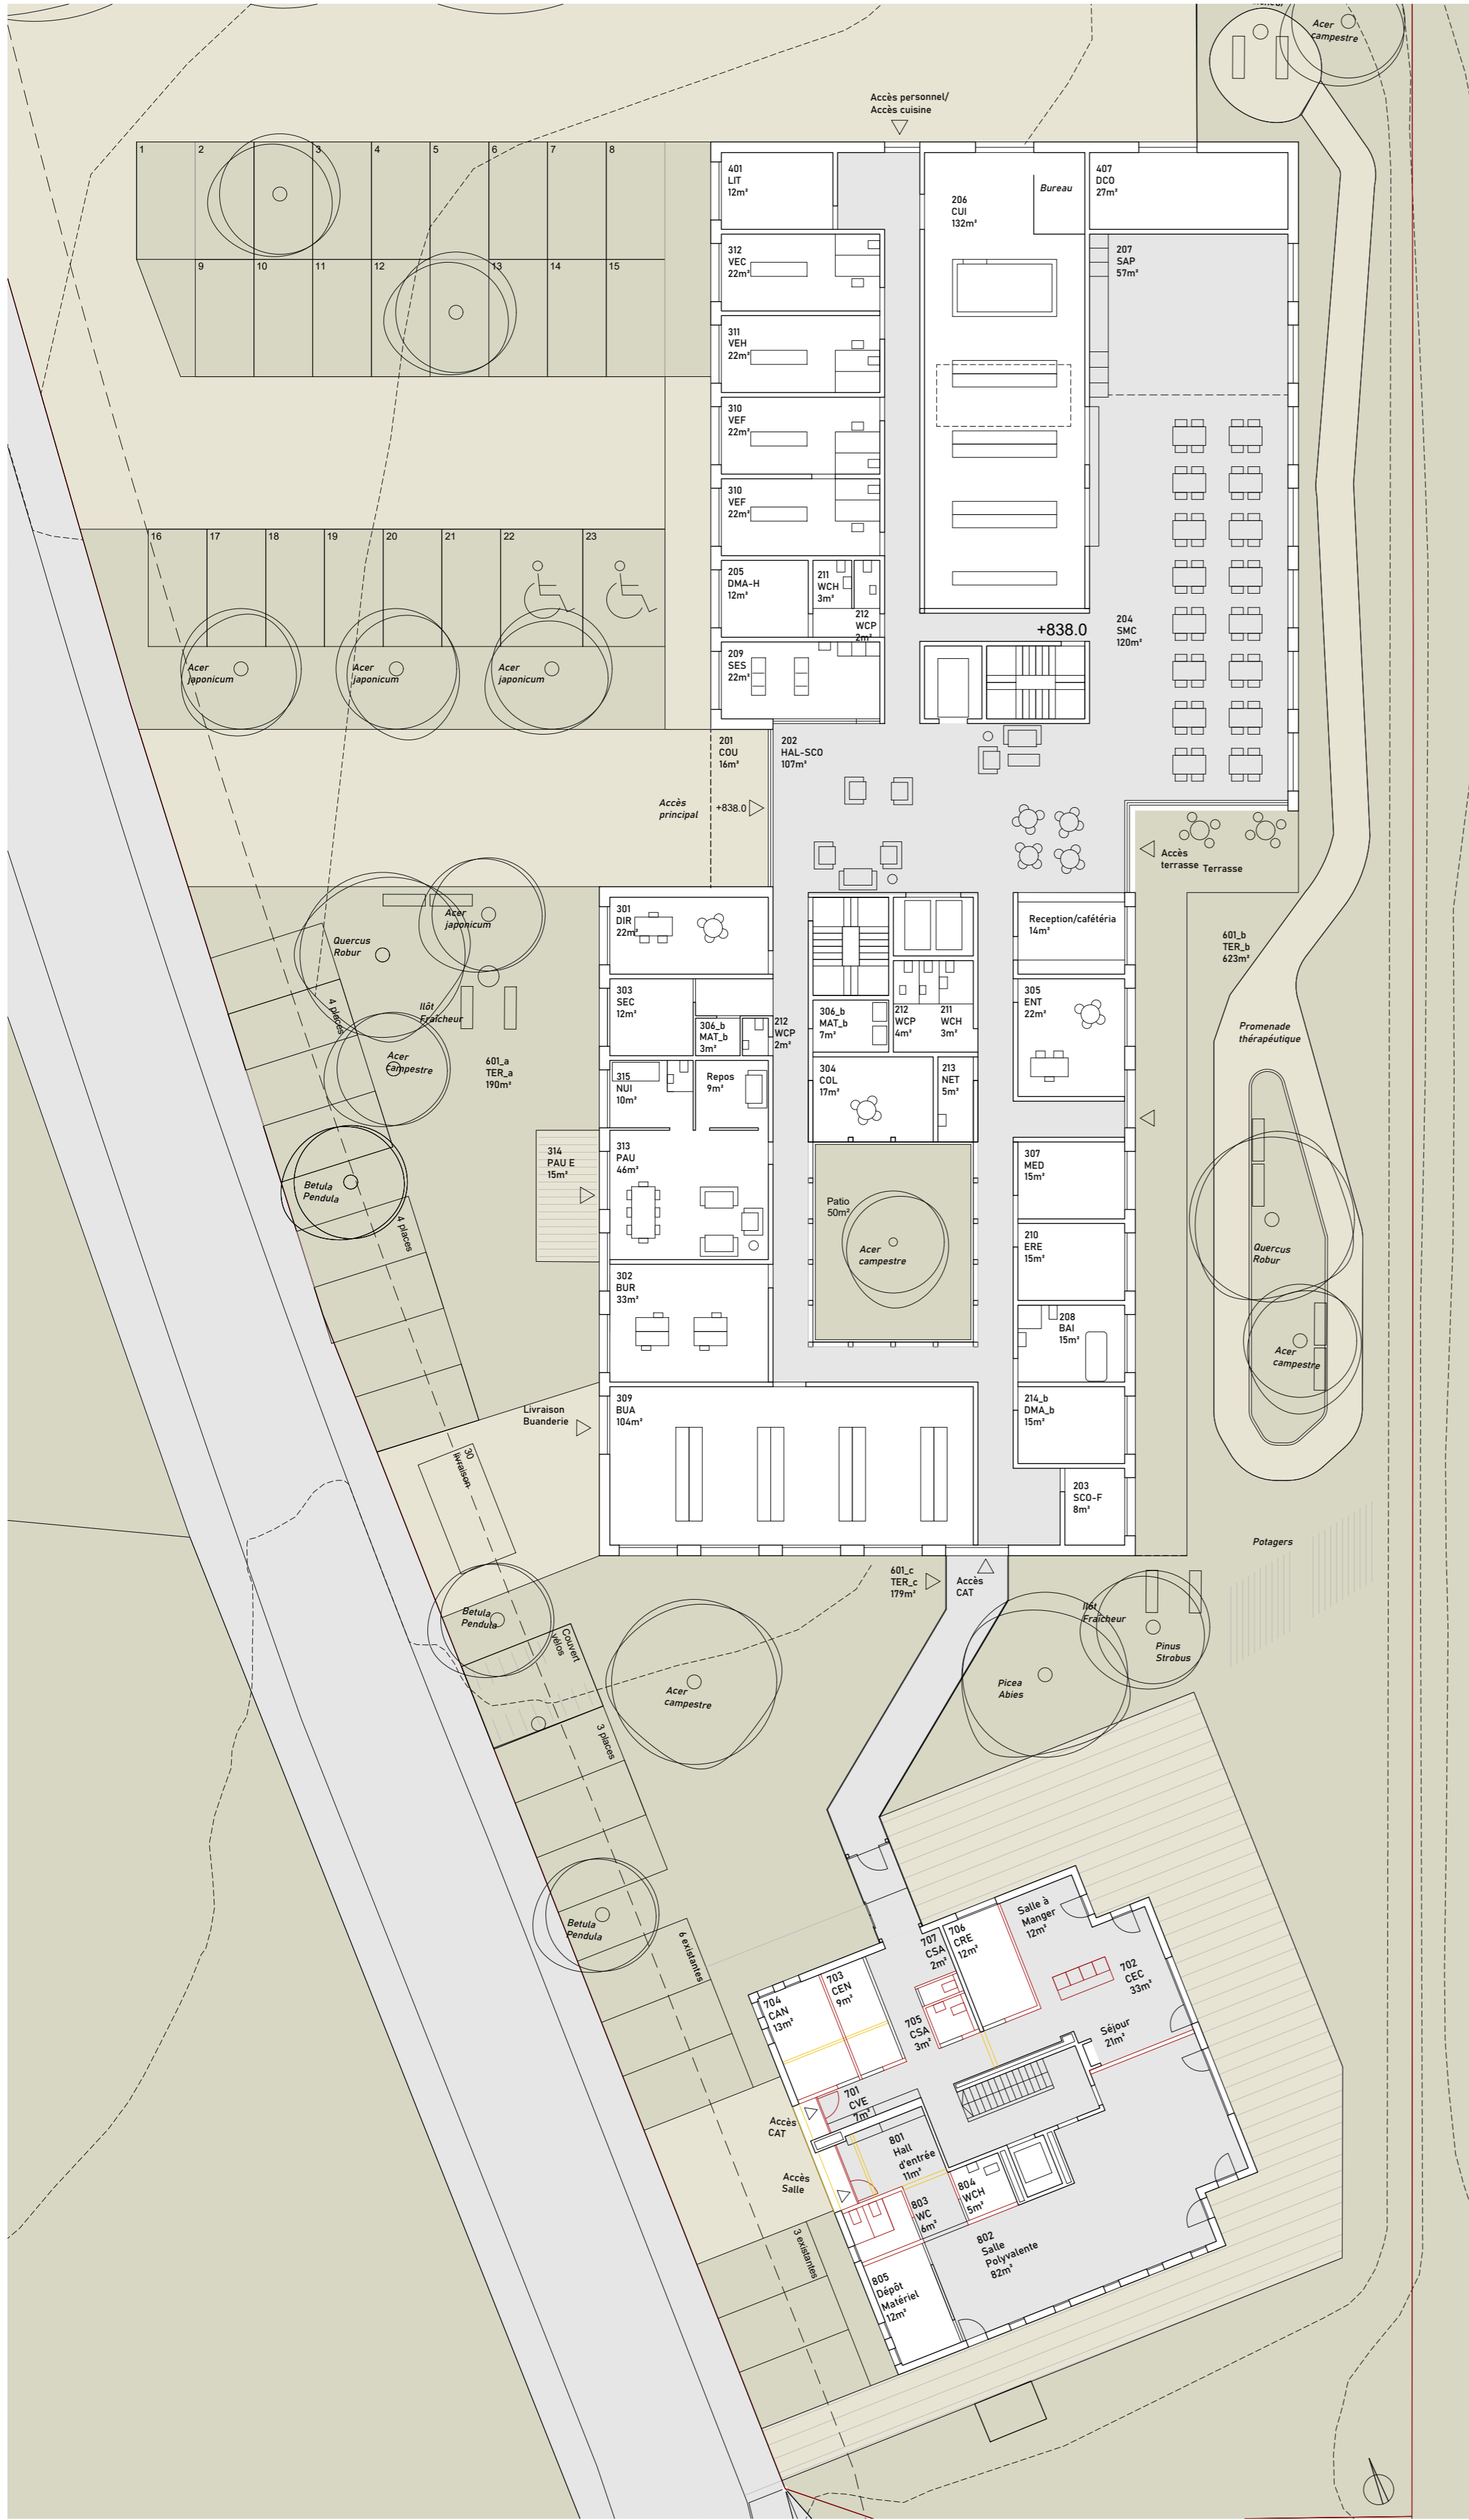 Acer
campestre
Accès personnel/
Accès cuisine
1
2
3
4
5
6
7
8
9
10
11
12
13
14
15
401
LIT
12m²
206
CUI
132m²
Bureau
407
DCO
27m²
312
VEC
22m²
207
SAP
57m²
311
VEH
22m²
310
VEF
22m²
310
VEF
22m²
16
17
18
19
20
21
22
23
205
DMA-H
12m²
211
WCH
3m²
212
WCP
2m²
+838.0
204
SMC
120m²
209
SES
22m²
Acer
japonicum
Acer
japonicum
Acer
japonicum
201
COU
16m²
202
HAL-SCO
107m²
Accès
principal
+838.0
Accès
terrasse
Terrasse
301
DIR
22m²
Acer
japonicum
Quercus
Robur
Reception/cafétéria
14m²
601_b
TER_b
623m²
4 places
Ilôt
Fraîcheur
303
SEC
12m²
306_b
MAT_b
3m²
212
WCP
2m²
306_b
MAT_b
7m²
212
WCP
4m²
211
WCH
3m²
305
ENT
22m²
Promenade
thérapeutique
Acer
campestre
601_a
TER_a
190m²
315
NUI
10m²
Repos
9m²
304
COL
17m²
213
NET
5m²
314
PAU E
15m²
313
PAU
46m²
307
MED
15m²
Betula
Pendula
4 places
Patio
50m²
Acer
campestre
210
ERE
15m²
Quercus
Robur
302
BUR
33m²
208
BAI
15m²
Acer
campestre
Livraison
Buanderie
309
BUA
104m²
214_b
DMA_b
15m²
30
livraison
203
SCO-F
8m²
Potagers
601_c
TER_c
179m²
Accès
CAT
Ilôt
Fraîcheur
Betula
Pendula
Couvert
vélos
Pinus
Strobus
Acer
campestre
Picea
Abies
3 places
Betula
Pendula
6 existantes
Salle à
Manger
12m²
706
CRE
12m²
707
CSA
2m²
702
CEC
33m²
703
CEN
9m²
704
CAN
13m²
705
CSA
3m²
Séjour
21m²
701
CVE
7m²
Accès
CAT
801
Hall
d'entrée
11m²
Accès
Salle
804
WCH
5m²
803
WC
6m²
802
Salle
Polyvalente
82m²
3 existantes
805
Dépôt
Matériel
12m²